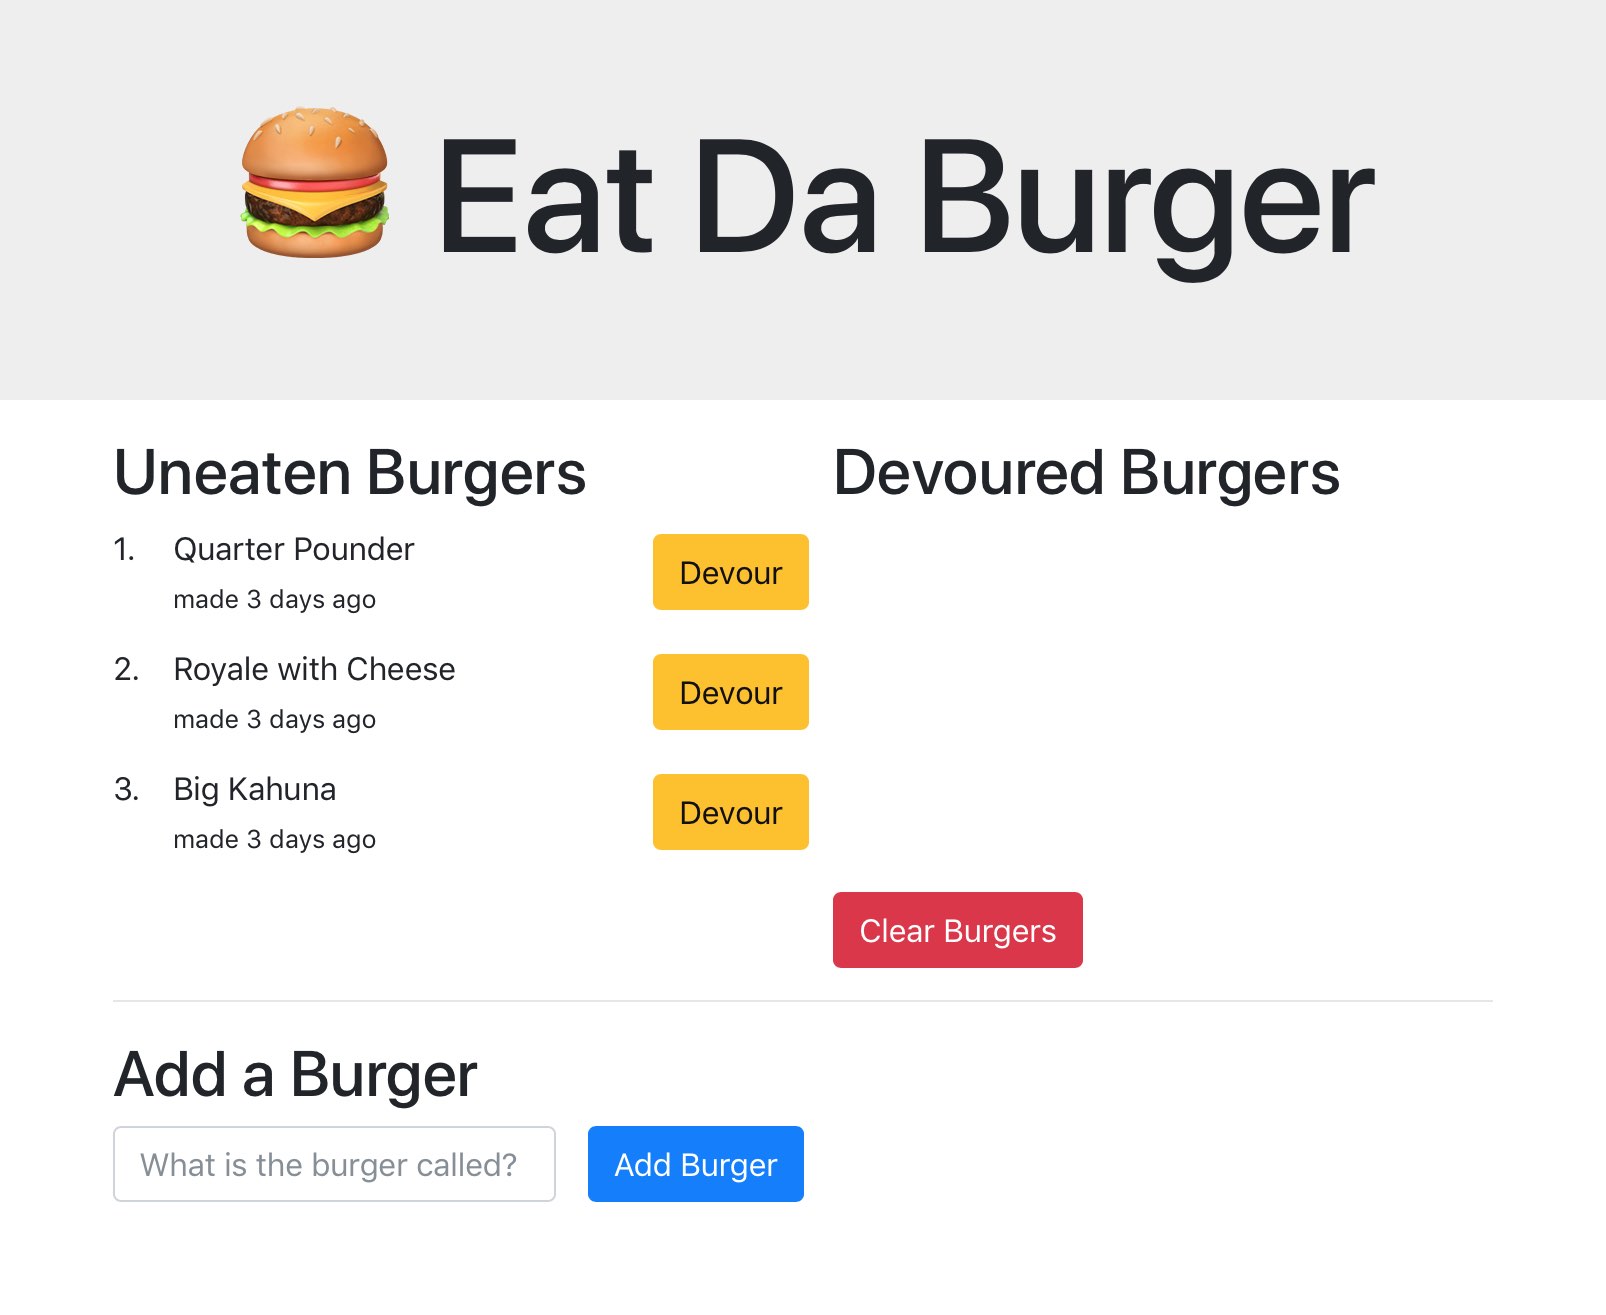 Eat Da Burger
Uneaten Burgers
1. Quarter Pounder
made 3 days ago
Devour
2. Royale with Cheese
made 3 days ago
Devour
3. Big Kahuna
made 3 days ago
Devour
Devoured Burgers
Clear Burgers
Add a Burger
What is the burger called?
Add Burger